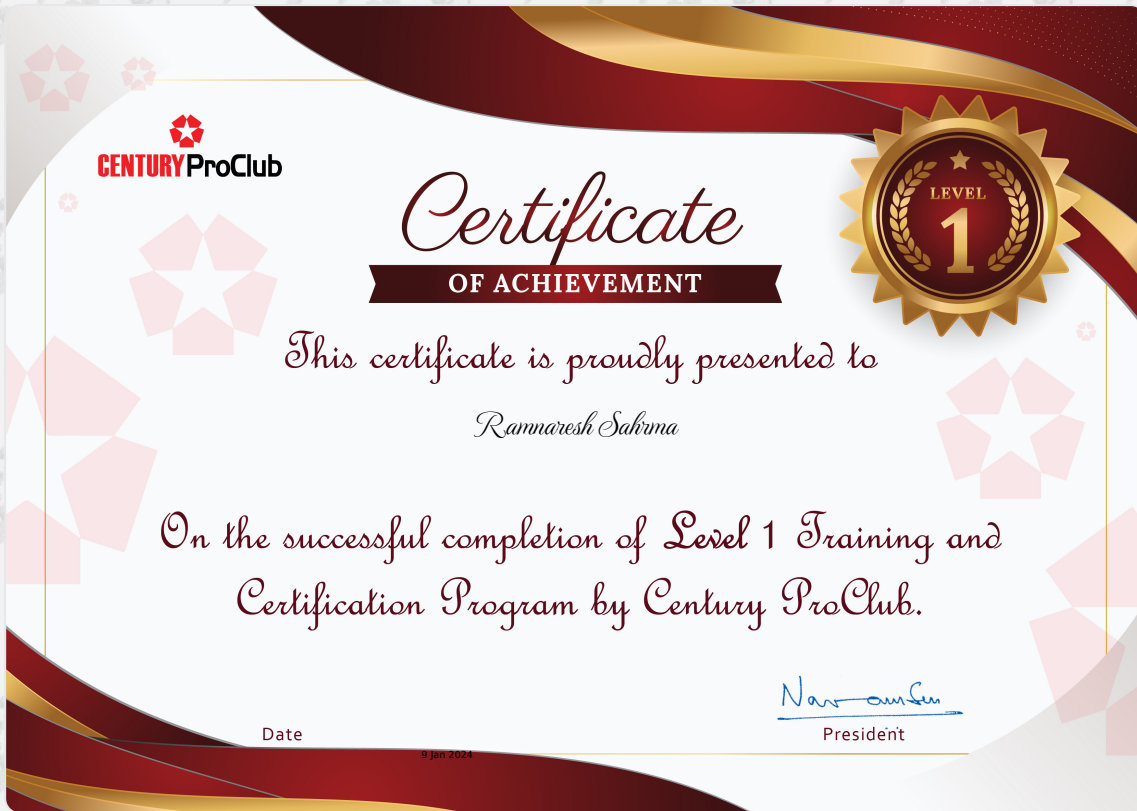 CENTURY ProClub
LEVEL
1
Certificate
OF ACHIEVEMENT
This certificate is proudly presented to
Ramnaresh Sahrma
On the successful completion of Level 1 Training and
Certification Program by Century ProClub.
Date
President
9 Jan 2024